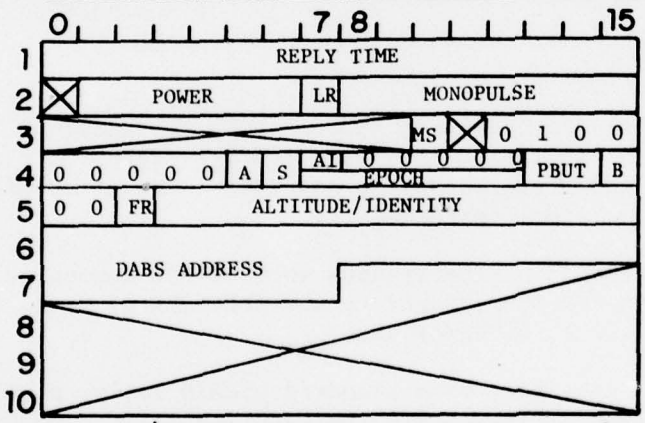 0 7 8 15
1 REPLY TIME
2 POWER LR MONOPULSE
3 MS 0 1 0 0
4 0 0 0 0 0 A S AI 0 0 0 0 0 PBUT B
EPOCH
5 0 0 FR ALTITUDE/IDENTITY
6
DABS ADDRESS
7
8
9
10